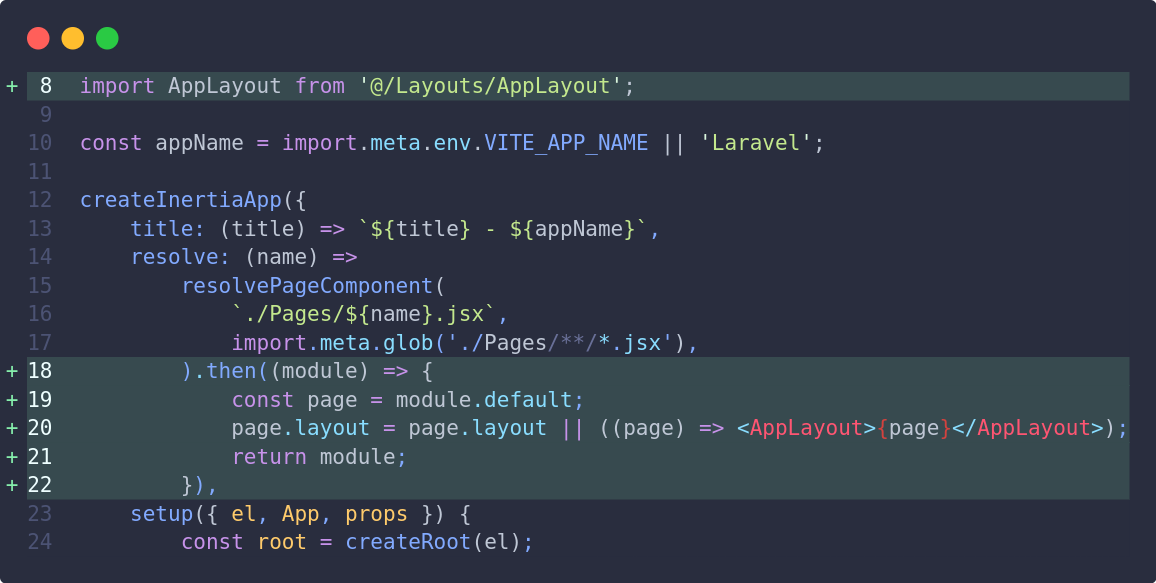 + 8 import AppLayout from '@/Layouts/AppLayout';
9
10 const appName = import.meta.env.VITE_APP_NAME || 'Laravel';
11
12 createInertiaApp({
13     title: (title) => `${title} - ${appName}`,
14     resolve: (name) =>
15         resolvePageComponent(
16             `./Pages/${name}.jsx`,
17             import.meta.glob('./Pages/**/*.jsx'),
+ 18         ).then((module) => {
+ 19             const page = module.default;
+ 20             page.layout = page.layout || ((page) => <AppLayout>{page}</AppLayout>);
+ 21             return module;
+ 22         }),
23     setup({ el, App, props }) {
24         const root = createRoot(el);